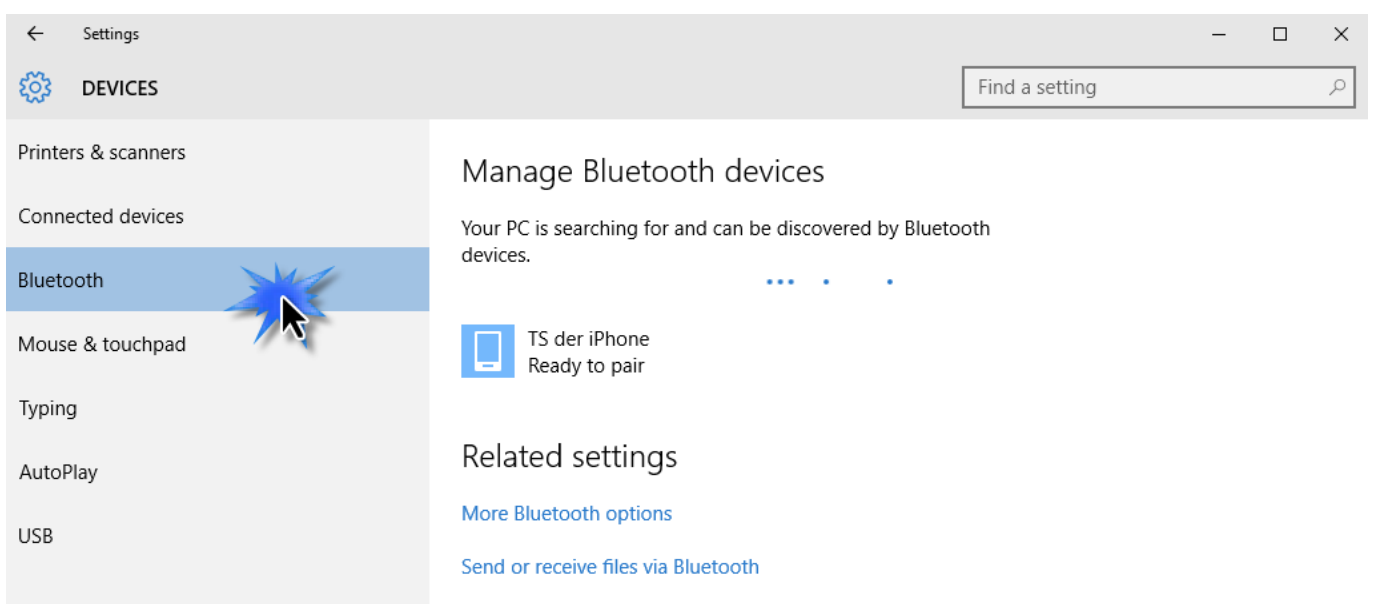 Settings
DEVICES
Find a setting
Printers & scanners
Connected devices
Bluetooth
Mouse & touchpad
Typing
AutoPlay
USB
Manage Bluetooth devices
Your PC is searching for and can be discovered by Bluetooth
devices.
TS der iPhone
Ready to pair
Related settings
More Bluetooth options
Send or receive files via Bluetooth